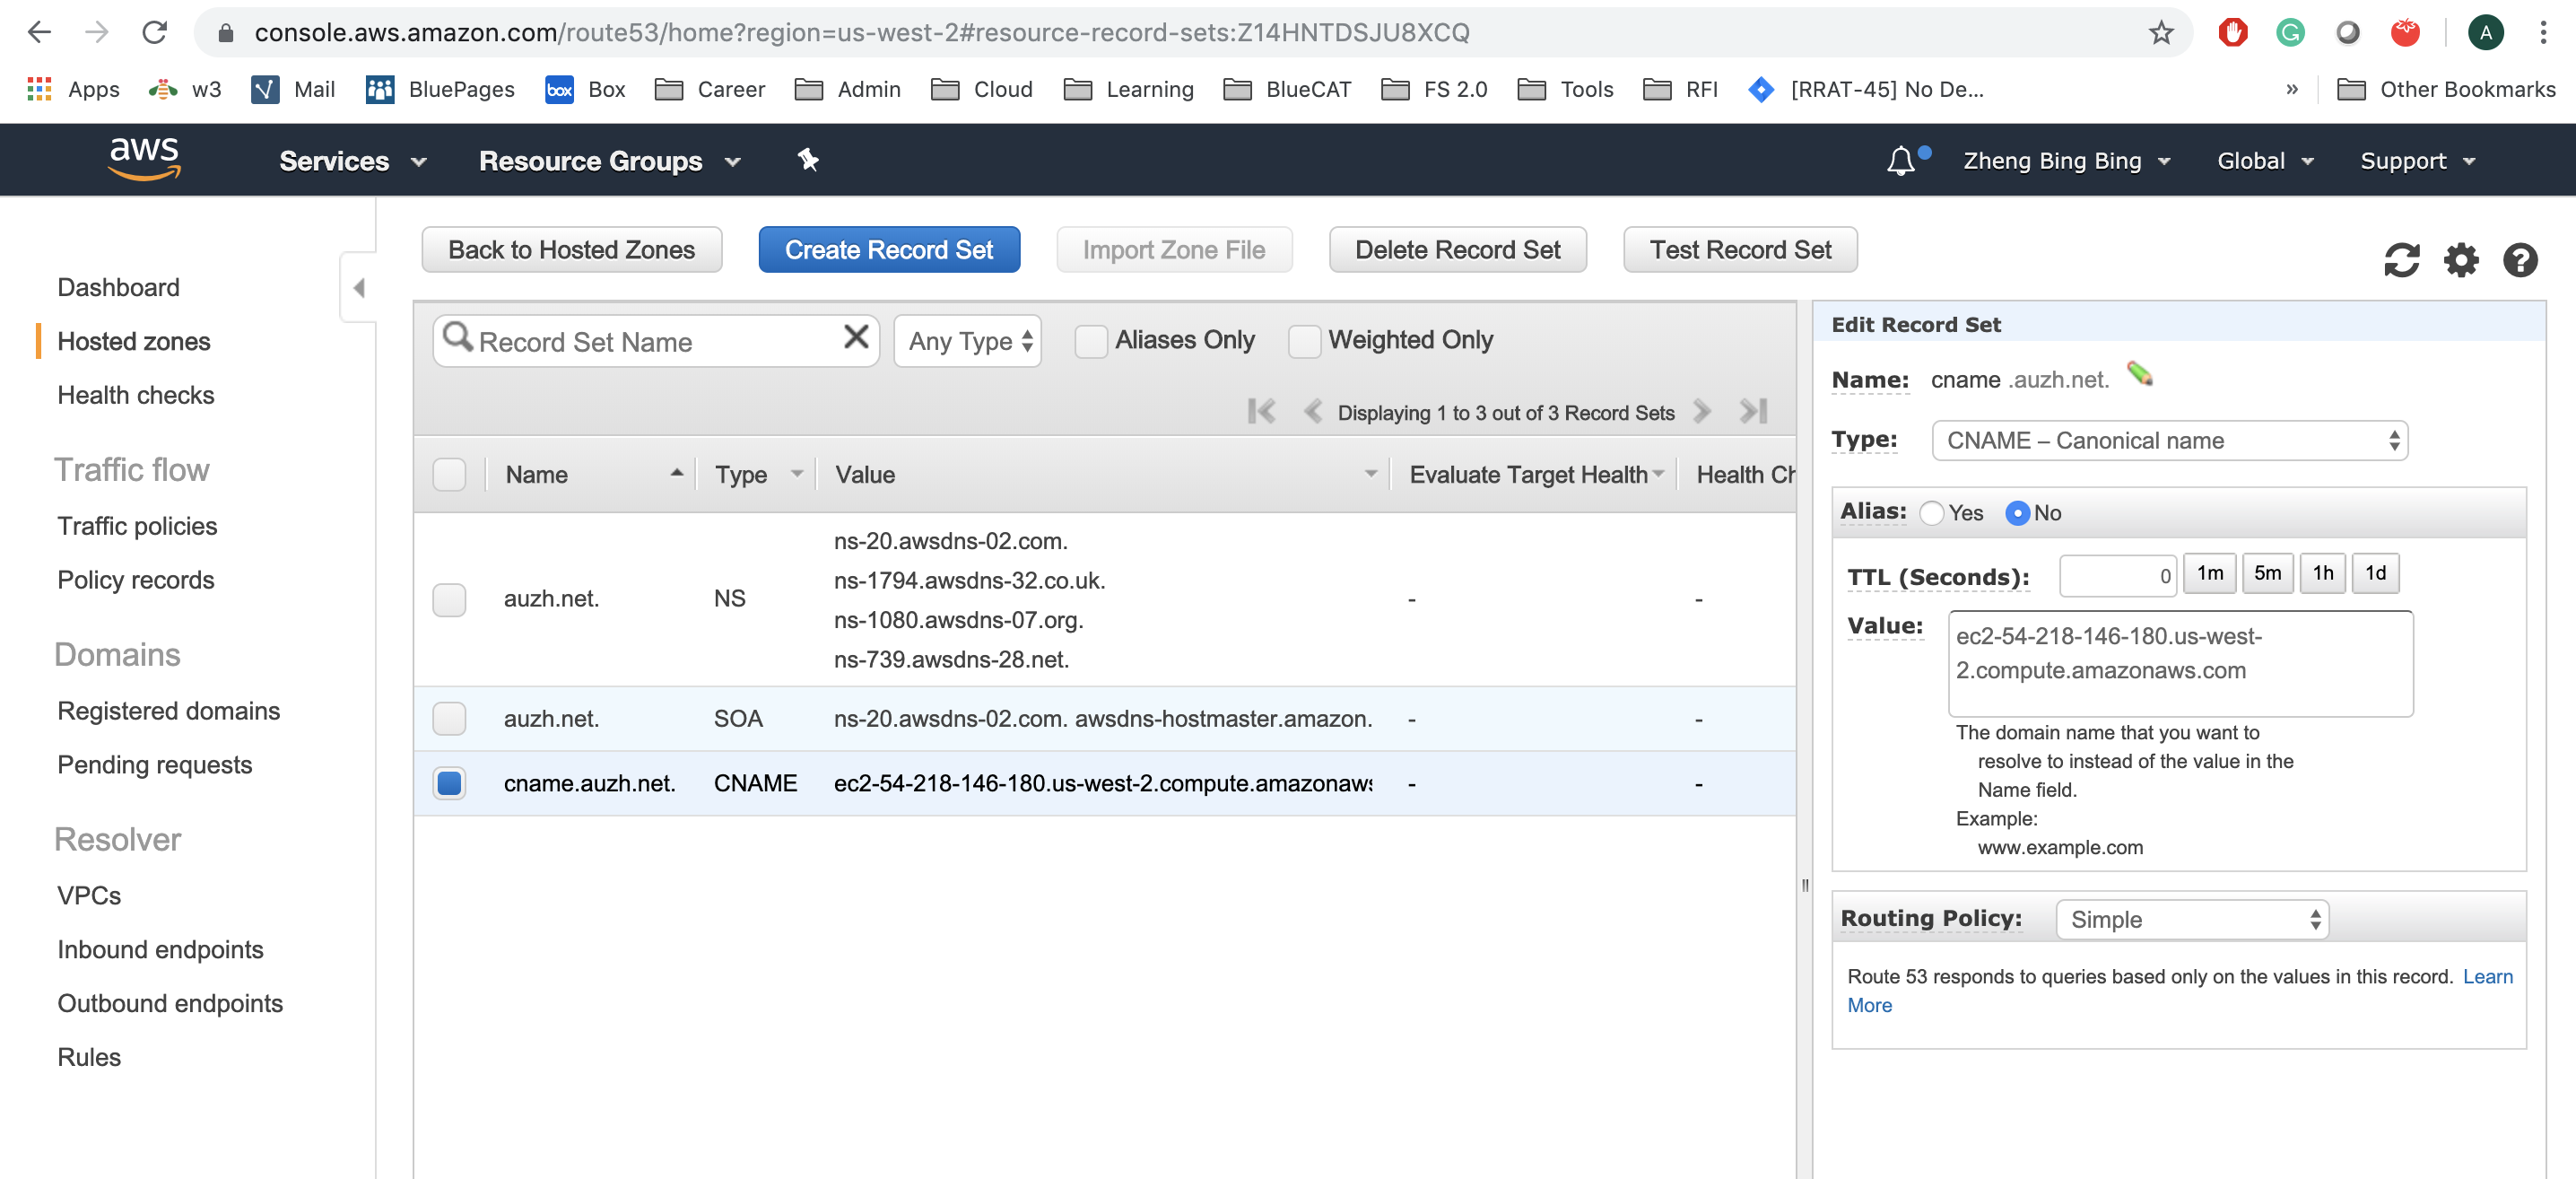 console.aws.amazon.com/route53/home?region=us-west-2#resource-record-sets:Z14HNTDSJU8XCQ
A
Apps w3 Mail BluePages box Box Career Admin Cloud Learning BlueCAT FS 2.0 Tools RFI [RRAT-45] No De... » Other Bookmarks
aws Services Resource Groups Zheng Bing Bing Global Support
Dashboard
Hosted zones
Health checks
Traffic flow
Traffic policies
Policy records
Domains
Registered domains
Pending requests
Resolver
VPCs
Inbound endpoints
Outbound endpoints
Rules
Back to Hosted Zones Create Record Set Import Zone File Delete Record Set Test Record Set
Record Set Name Any Type Aliases Only Weighted Only
Displaying 1 to 3 out of 3 Record Sets
Name Type Value Evaluate Target Health Health Ch
auzh.net. NS ns-20.awsdns-02.com.
ns-1794.awsdns-32.co.uk.
ns-1080.awsdns-07.org.
ns-739.awsdns-28.net.
- -
auzh.net. SOA ns-20.awsdns-02.com. awsdns-hostmaster.amazon. - -
cname.auzh.net. CNAME ec2-54-218-146-180.us-west-2.compute.amazonaws - -
Edit Record Set
Name: cname .auzh.net.
Type: CNAME – Canonical name
Alias: Yes No
TTL (Seconds): 0 1m 5m 1h 1d
Value: ec2-54-218-146-180.us-west-
2.compute.amazonaws.com
The domain name that you want to
resolve to instead of the value in the
Name field.
Example:
www.example.com
Routing Policy: Simple
Route 53 responds to queries based only on the values in this record. Learn
More